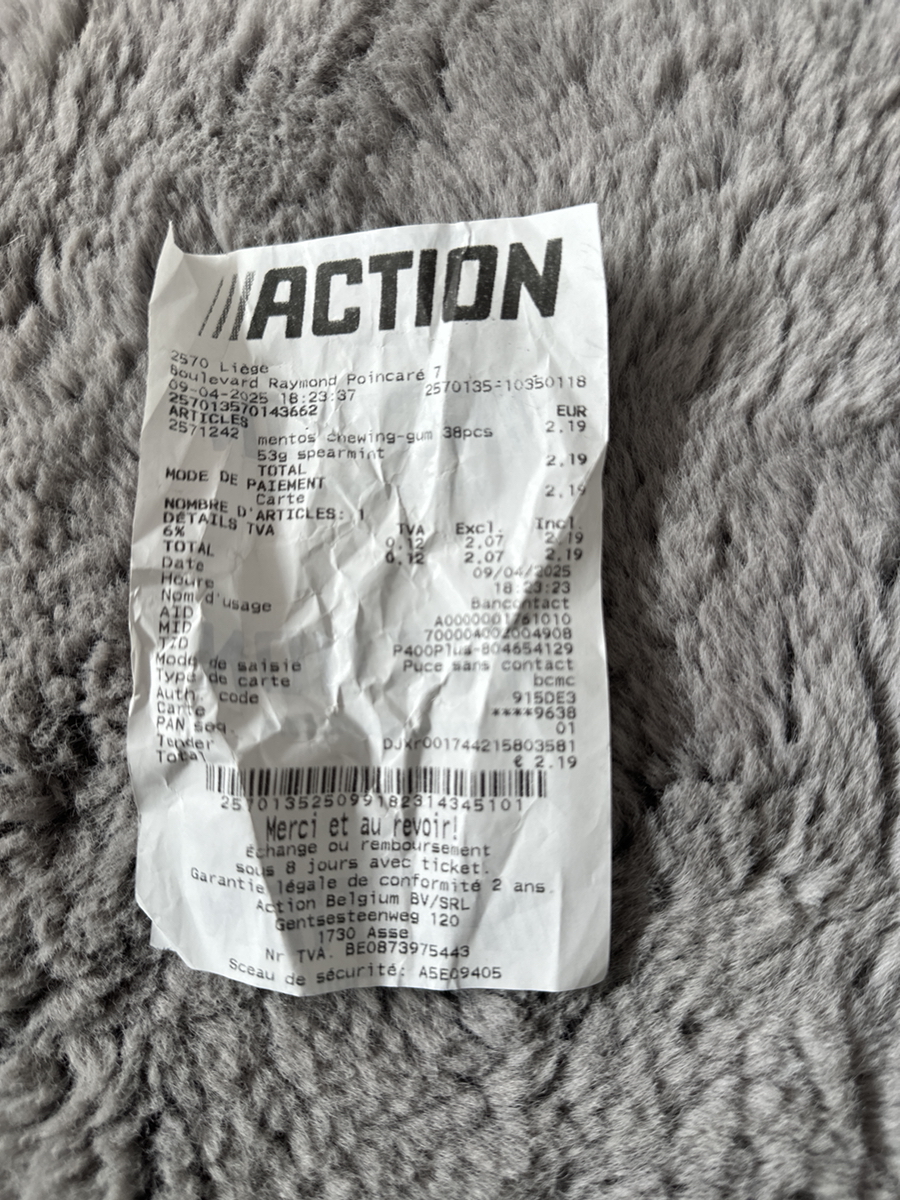 ACTION
2570 Liège
Boulevard Raymond Poincaré 7
09-04-2025 18:23:37 2570135-10350118
257013570143662
ARTICLES EUR
2571242 mentos chewing-gum 38pcs 2.19
53g spearmint
TOTAL 2.19
MODE DE PAIEMENT
Carte 2.19
NOMBRE D'ARTICLES: 1
DÉTAILS TVA TVA Excl. Incl.
6% 0.12 2.07 2.19
TOTAL 0.12 2.07 2.19
Date 09/04/2025
Heure 18:23:23
Nom d'usage Bancontact
AID A0000001761010
MID 700004002004908
TID P400Plus-804654129
Mode de saisie Puce sans contact
Type de carte bcmc
Auth. code 915DE3
Carte ****9638
PAN seq 01
Tender DJkr001744215803581
Total € 2.19
257013525099182314345101
Merci et au revoir!
Échange ou remboursement
sous 8 jours avec ticket.
Garantie légale de conformité 2 ans.
Action Belgium BV/SRL
Gentsesteenweg 120
1730 Asse
Nr TVA. BE0873975443
Sceau de sécurité: A5E09405